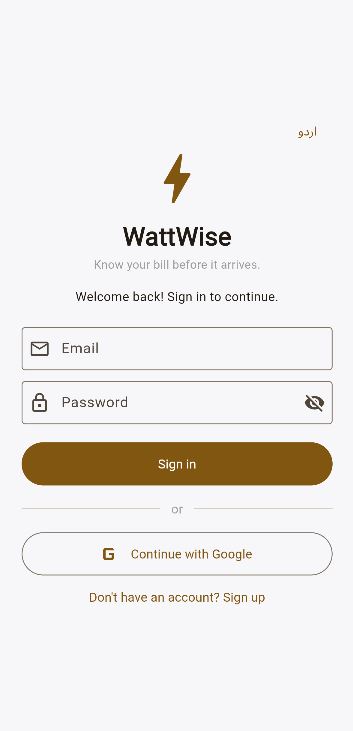 اردو
WattWise
Know your bill before it arrives.
Welcome back! Sign in to continue.
Email
Password
Sign in
or
G Continue with Google
Don't have an account? Sign up